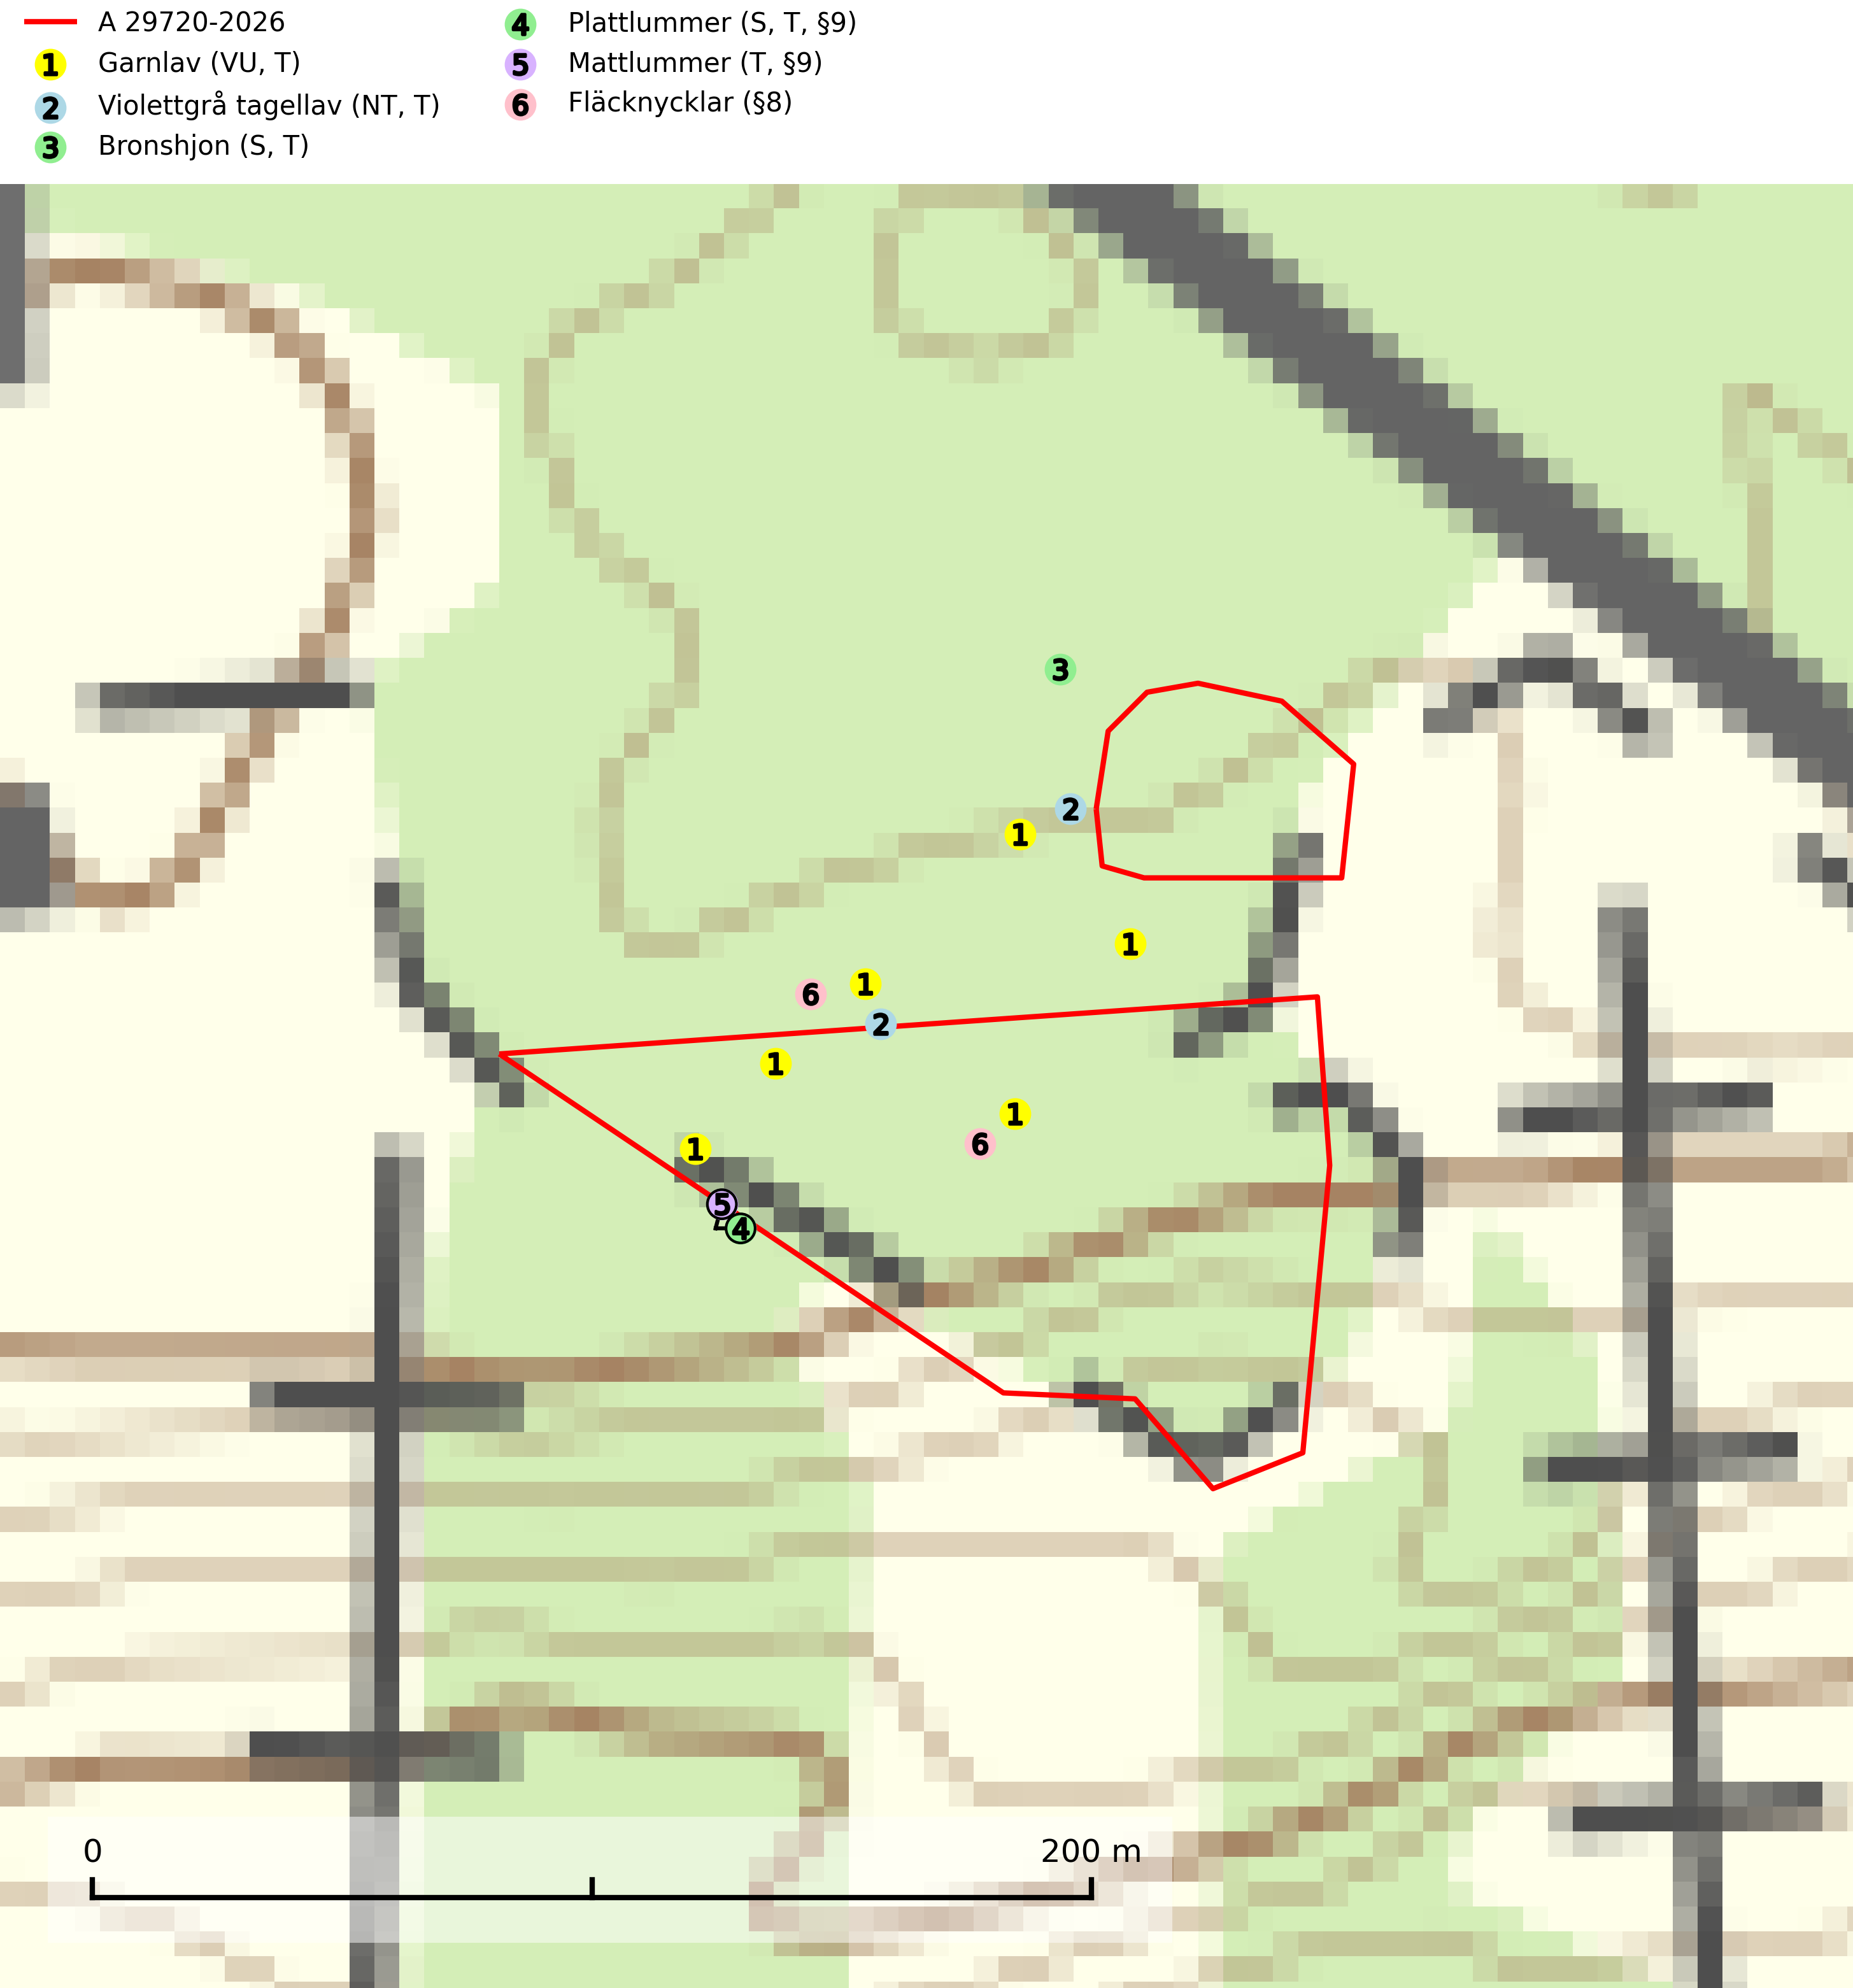 A 29720-2026
1 Garnlav (VU, T)
2 Violettgrå tagellav (NT, T)
3 Bronshjon (S, T)
4 Plattlummer (S, T, §9)
5 Mattlummer (T, §9)
6 Fläcknycklar (§8)
3
2
1
1
1
6
2
1
1
6
1
5
4
0 200 m